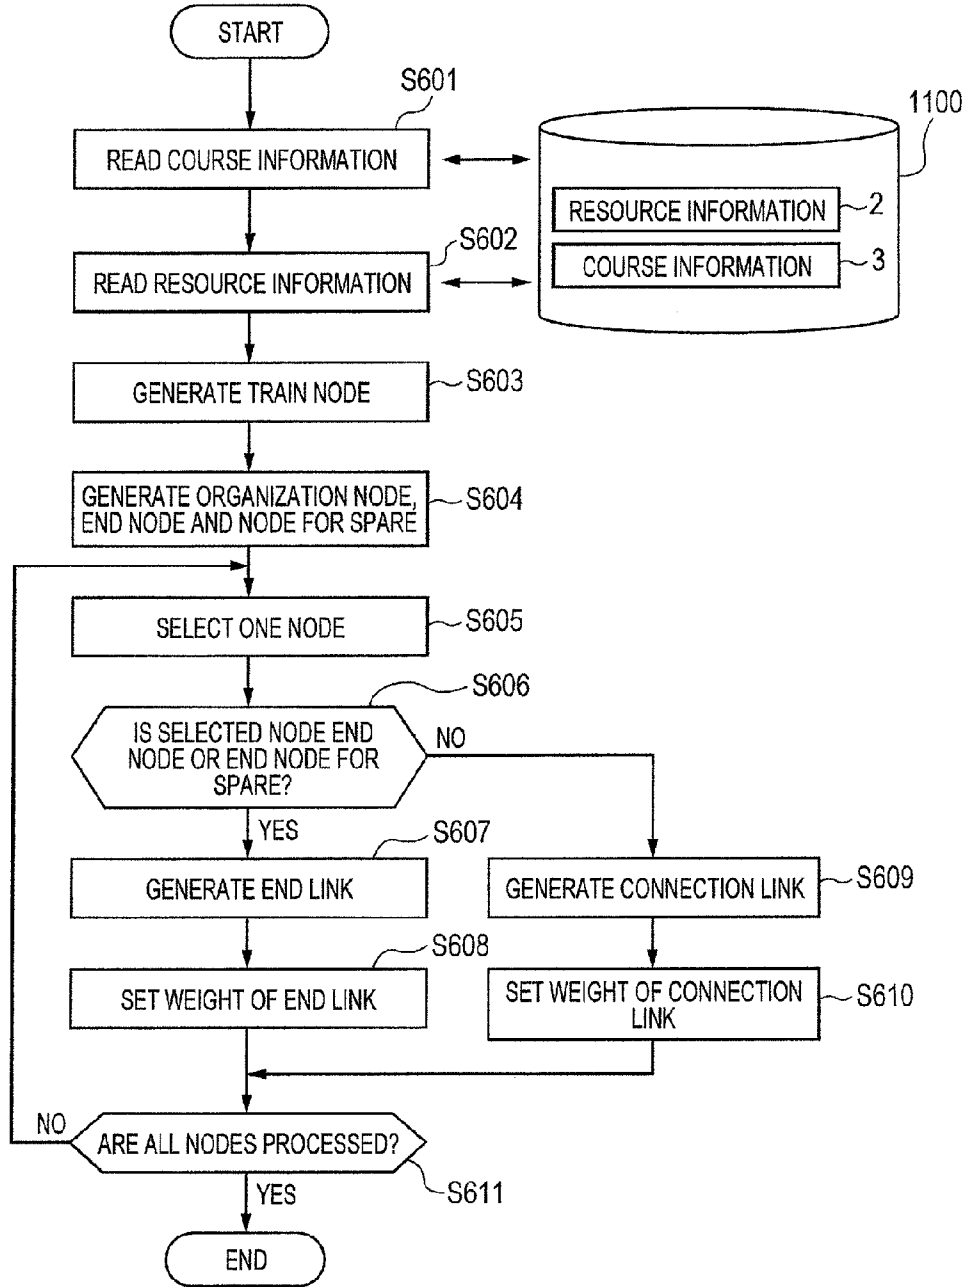 START
S601
READ COURSE INFORMATION
1100
RESOURCE INFORMATION
2
COURSE INFORMATION
3
S602
READ RESOURCE INFORMATION
GENERATE TRAIN NODE
S603
GENERATE ORGANIZATION NODE,
END NODE AND NODE FOR SPARE
S604
SELECT ONE NODE
S605
S606
IS SELECTED NODE END
NODE OR END NODE FOR
SPARE?
NO
YES
S607
GENERATE END LINK
GENERATE CONNECTION LINK
S609
S608
SET WEIGHT OF END LINK
SET WEIGHT OF CONNECTION
LINK
S610
NO
ARE ALL NODES PROCESSED?
S611
YES
END